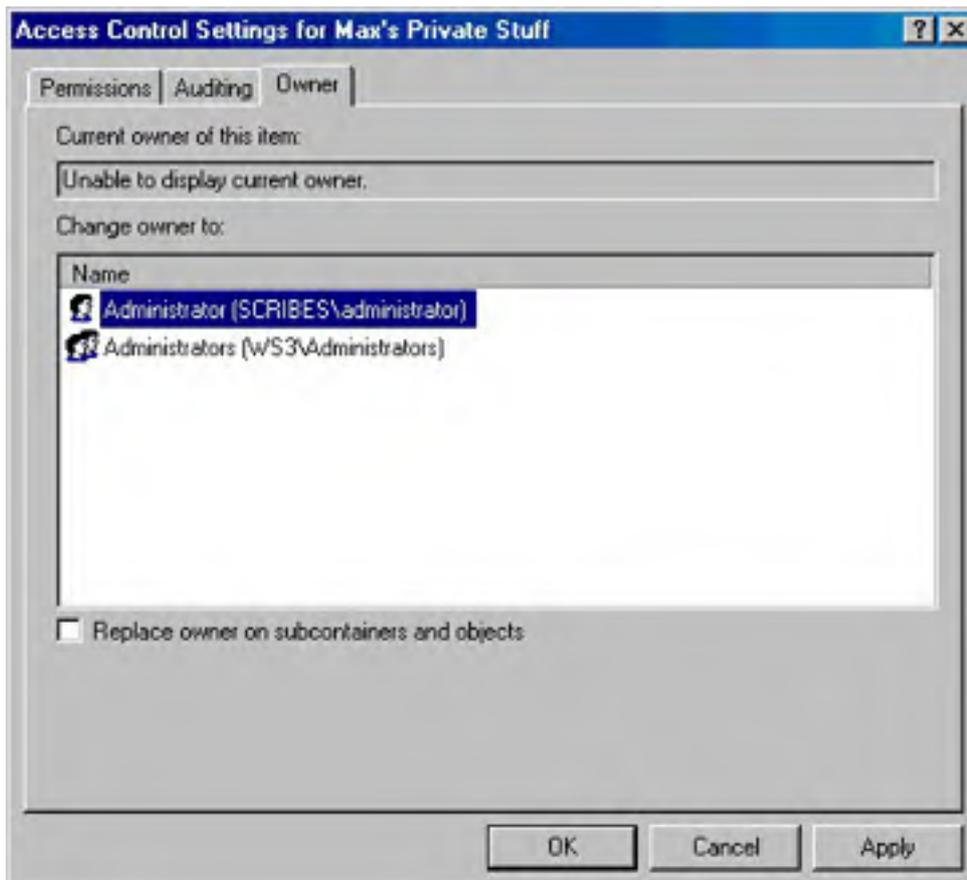 Access Control Settings for Max's Private Stuff
Permissions Auditing Owner
Current owner of this item:
Unable to display current owner.
Change owner to:
Name
Administrator (SCRIBES\administrator)
Administrators (WS3\Administrators)
Replace owner on subcontainers and objects
OK Cancel Apply